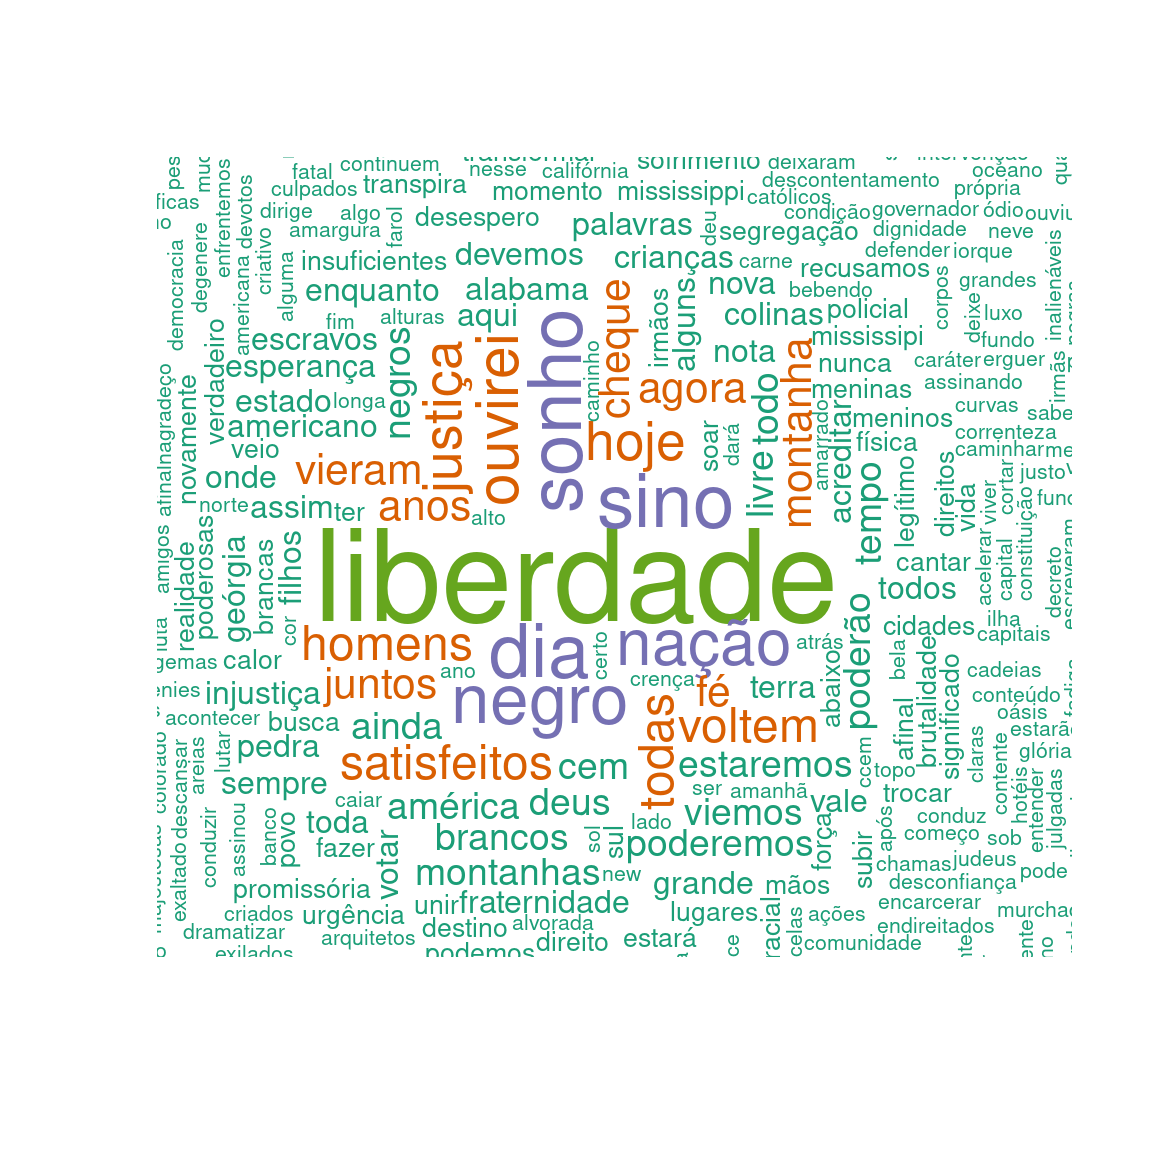 pes
fatal
continuem
nesse
califórnia
sofrimento
deixaram
intervenção
oceano
ficas
culpados
transpira
momento
mississippi
católicos
descontentamento
própria
enfrentemos
devotos
dirige
algo
farol
desespero
palavras
deu
condição
governador
ódio
amargura
segregação
dignidade
neve
democracia
degenere
americana
criativo
alguma
insuficientes
devemos
crianças
carne
recusamos
defender
iorque
inalienáveis
enquanto
alabama
nova
bebendo
corpos
grandes
fim
alturas
aqui
sonho
cheque
irmãos
alguns
colinas
policial
deixe
luxo
verdadeiro
escravos
negros
justiça
ouvirei
caminho
nota
montanha
mississipi
fundo
esperança
agora
todo
nunca
caráter
erguer
irmãs
agradeço
novamente
estado
longa
meninas
assinando
americano
hoje
soar
dará
livre
amarrado
acreditar
meninos
curvas
veio
física
correnteza
atinal
onde
vieram
sino
tempo
legítimo
direitos
vida
viver
cortar
caminhar
justo
norte
assim
ter
anos
alto
constituição
amigos
realidade
poderosas
geórgia
brancas
filhos
liberdade
cantar
acelerar
capital
decreto
escreveram
todos
luta
cor
homens
dia
certo
nação
atrás
poderão
cidades
ilha
capitais
calor
ano
crença
abaixo
bela
brutalidade
significado
cadeias
injustiça
juntos
negro
todas
fé
terra
afinal
conteúdo
acontecer
busca
ainda
voltem
oásis
colorado
descansar
areias
lutar
pedra
satisfeitos
cem
estaremos
ccem
topo
claras
contente
hotéis
glória
sempre
ser
amanhã
trocar
entender
julgadas
exaltado
conduzir
assinou
banco
povo
caiar
toda
américa
deus
lado
viemos
vale
força
após
conduz
fazer
votar
brancos
sol
sul
poderemos
subir
começo
sob
chamas
judeus
promissória
montanhas
new
grande
mãos
desconfiança
pode
unir
fraternidade
encarcerar
criados
urgência
lugares
ações
dramatizar
destino
alvorada
racial
celas
endireitados
exilados
arquitetos
podemos
direito
estará
comunidade